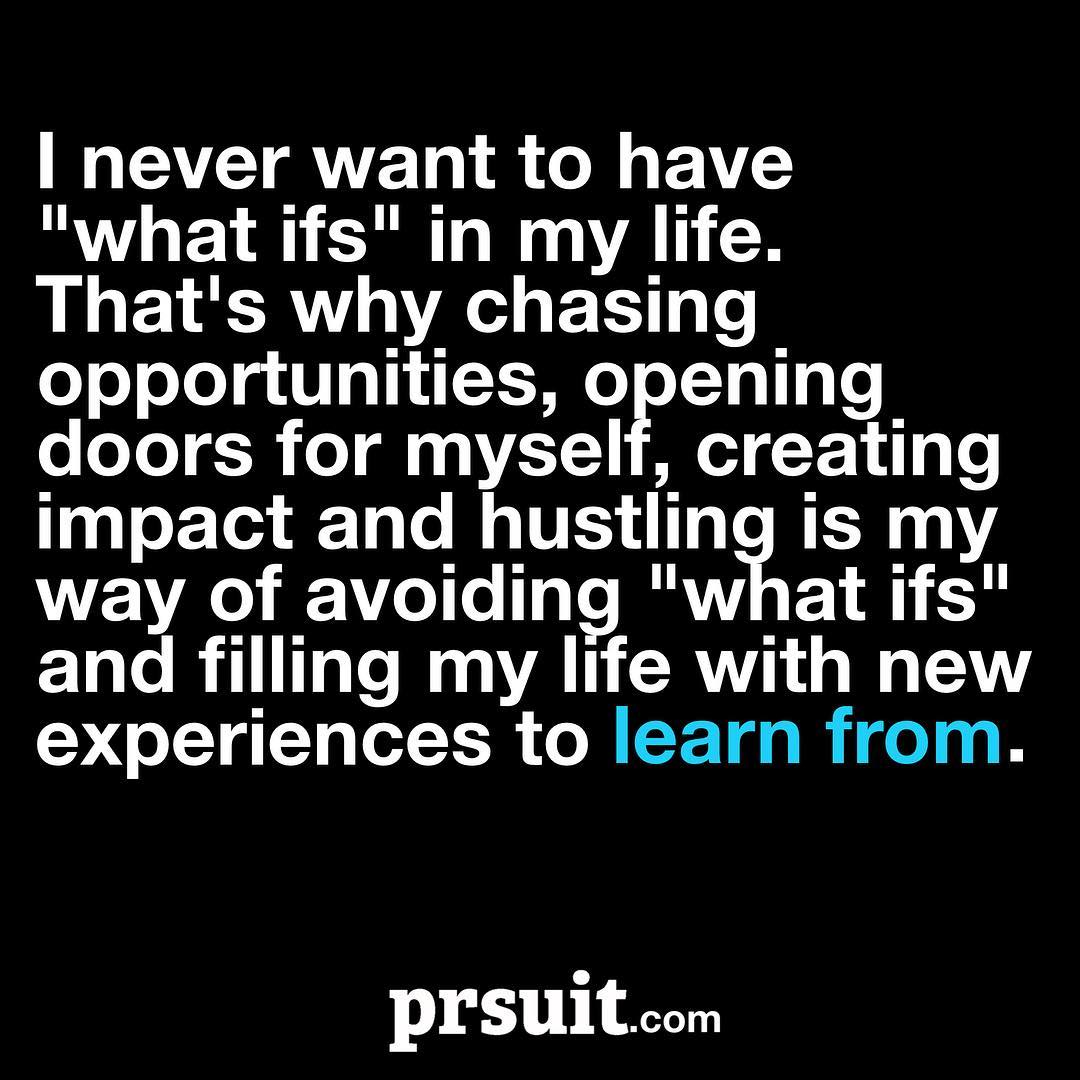 I never want to have
"what ifs" in my life.
That's why chasing
opportunities, opening
doors for myself, creating
impact and hustling is my
way of avoiding "what ifs"
and filling my life with new
experiences to learn from.
prsuit.com